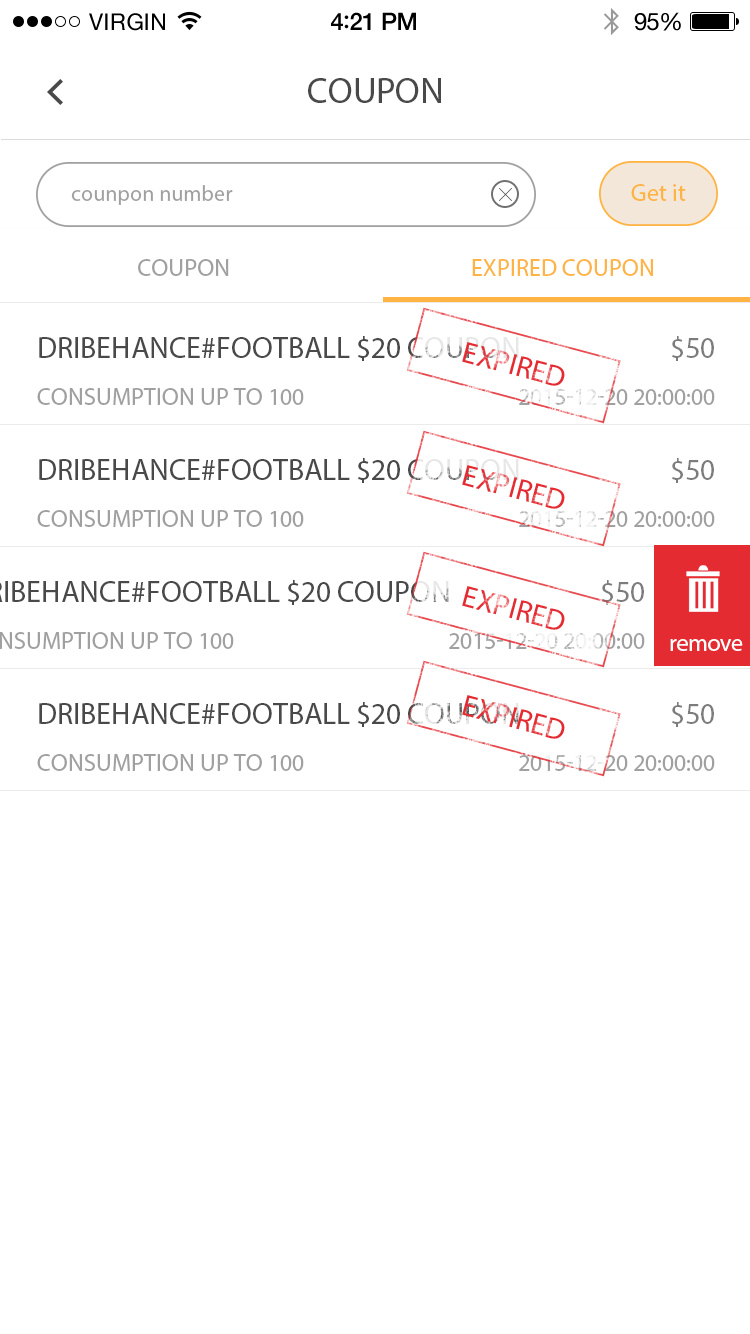 VIRGIN 4:21 PM 95%
COUPON
counpon number Get it
COUPON EXPIRED COUPON
DRIBEHANCE#FOOTBALL $20 COUPON $50
EXPIRED
CONSUMPTION UP TO 100 2015-12-20 20:00:00
DRIBEHANCE#FOOTBALL $20 COUPON $50
EXPIRED
CONSUMPTION UP TO 100 2015-12-20 20:00:00
RIBEHANCE#FOOTBALL $20 COUPON $50
EXPIRED
NSUMPTION UP TO 100 2015-12-20 20:00:00 remove
DRIBEHANCE#FOOTBALL $20 COUPON $50
EXPIRED
CONSUMPTION UP TO 100 2015-12-20 20:00:00